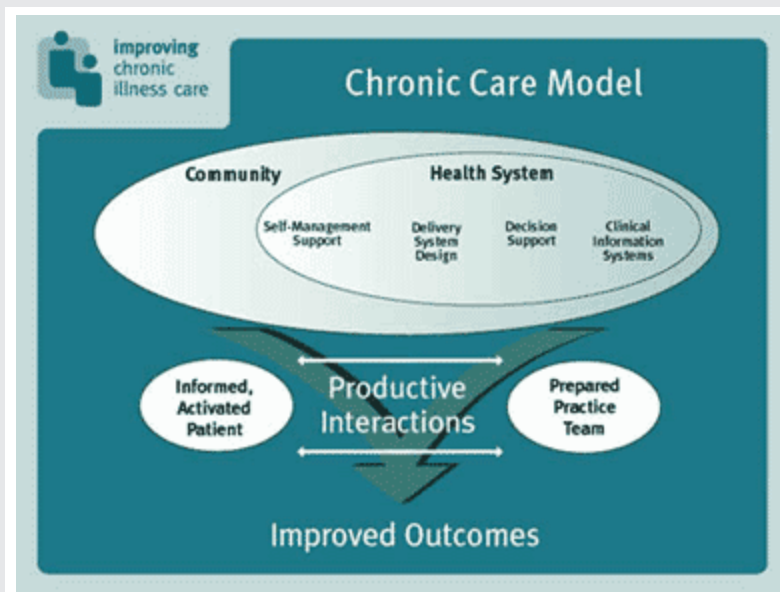 improving
chronic
illness care
Chronic Care Model
Community
Health System
Self-Management
Support
Delivery
System
Design
Decision
Support
Clinical
Information
Systems
Informed,
Activated
Patient
Productive
Interactions
Prepared
Practice
Team
Improved Outcomes